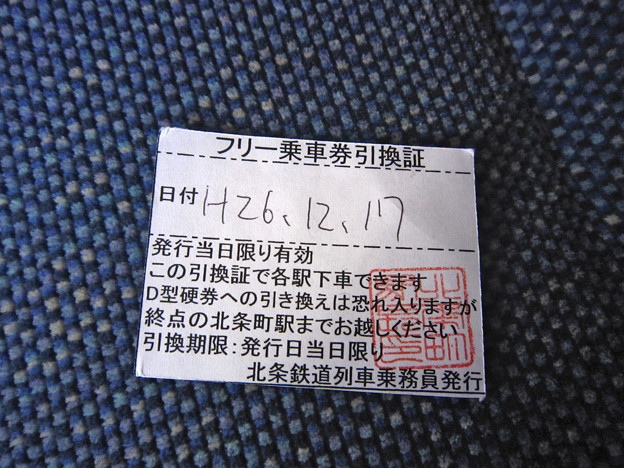 フリー乗車券引換証
日付 H26、12、17
発行当日限り有効
この引換証で各駅下車できます
D型硬券への引き換えは恐れ入りますが
終点の北条町駅までお越しください
引換期限:発行日当日限り
北条鉄道列車乗務員発行